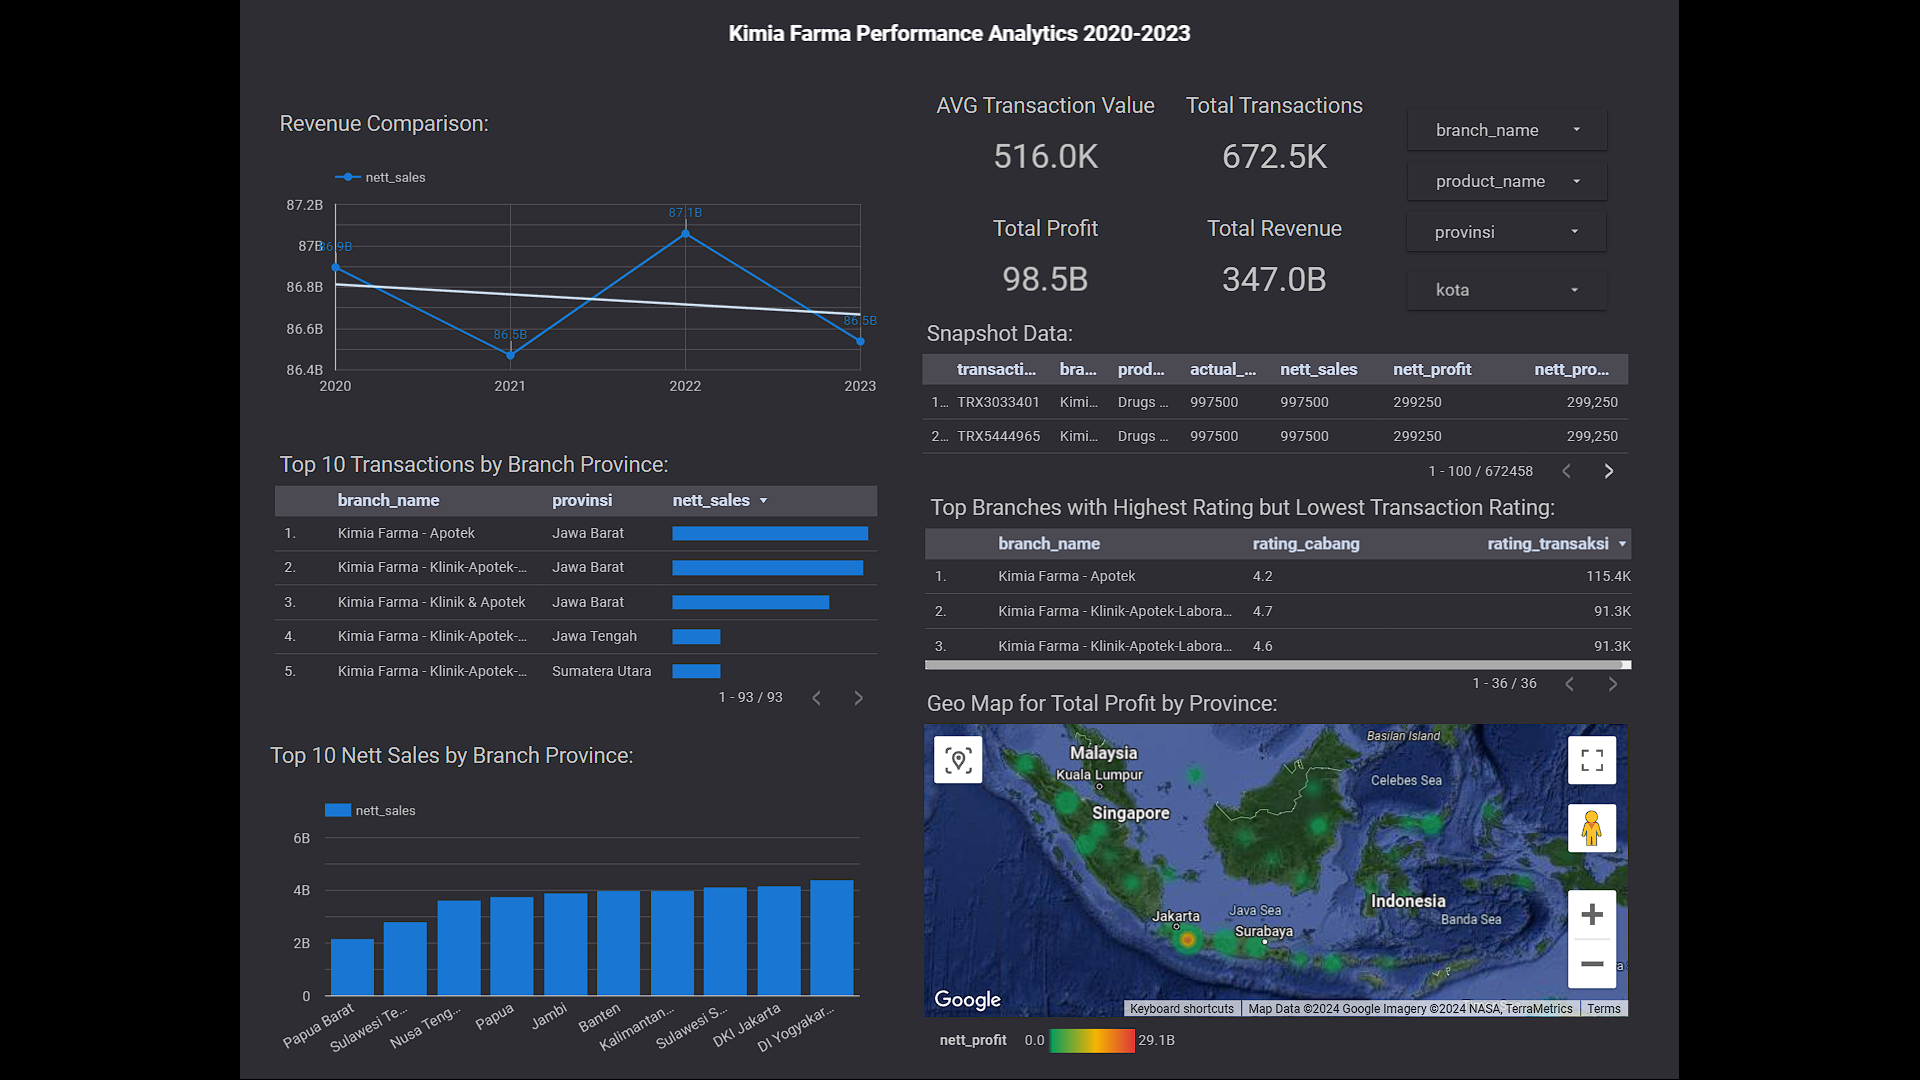 Kimia Farma Performance Analytics 2020-2023
Revenue Comparison:
nett_sales
87.2B
87B
86.8B
86.6B
86.4B
86.9B
86.5B
87.1B
86.5B
2020
2021
2022
2023
AVG Transaction Value
516.0K
Total Transactions
672.5K
Total Profit
98.5B
Total Revenue
347.0B
branch_name
product_name
provinsi
kota
Snapshot Data:
transacti... bra... prod... actual_... nett_sales nett_profit nett_pro...
1... TRX3033401 Kimi... Drugs ... 997500 997500 299250 299,250
2... TRX5444965 Kimi... Drugs ... 997500 997500 299250 299,250
1 - 100 / 672458
Top 10 Transactions by Branch Province:
branch_name provinsi nett_sales
1. Kimia Farma - Apotek Jawa Barat
2. Kimia Farma - Klinik-Apotek-... Jawa Barat
3. Kimia Farma - Klinik & Apotek Jawa Barat
4. Kimia Farma - Klinik-Apotek-... Jawa Tengah
5. Kimia Farma - Klinik-Apotek-... Sumatera Utara
1 - 93 / 93
Top Branches with Highest Rating but Lowest Transaction Rating:
branch_name rating_cabang rating_transaksi
1. Kimia Farma - Apotek 4.2 115.4K
2. Kimia Farma - Klinik-Apotek-Labora... 4.7 91.3K
3. Kimia Farma - Klinik-Apotek-Labora... 4.6 91.3K
1 - 36 / 36
Top 10 Nett Sales by Branch Province:
nett_sales
6B
4B
2B
0
Papua Barat
Sulawesi Te...
Nusa Teng...
Papua
Jambi
Banten
Kalimantan...
Sulawesi S...
DKI Jakarta
DI Yogyakar...
Geo Map for Total Profit by Province:
Basilan Island
Malaysia
Kuala Lumpur
Celebes Sea
Singapore
Indonesia
Jakarta
Java Sea
Banda Sea
Surabaya
Google
Keyboard shortcuts
Map Data ©2024 Google Imagery ©2024 NASA, TerraMetrics
Terms
nett_profit 0.0 29.1B